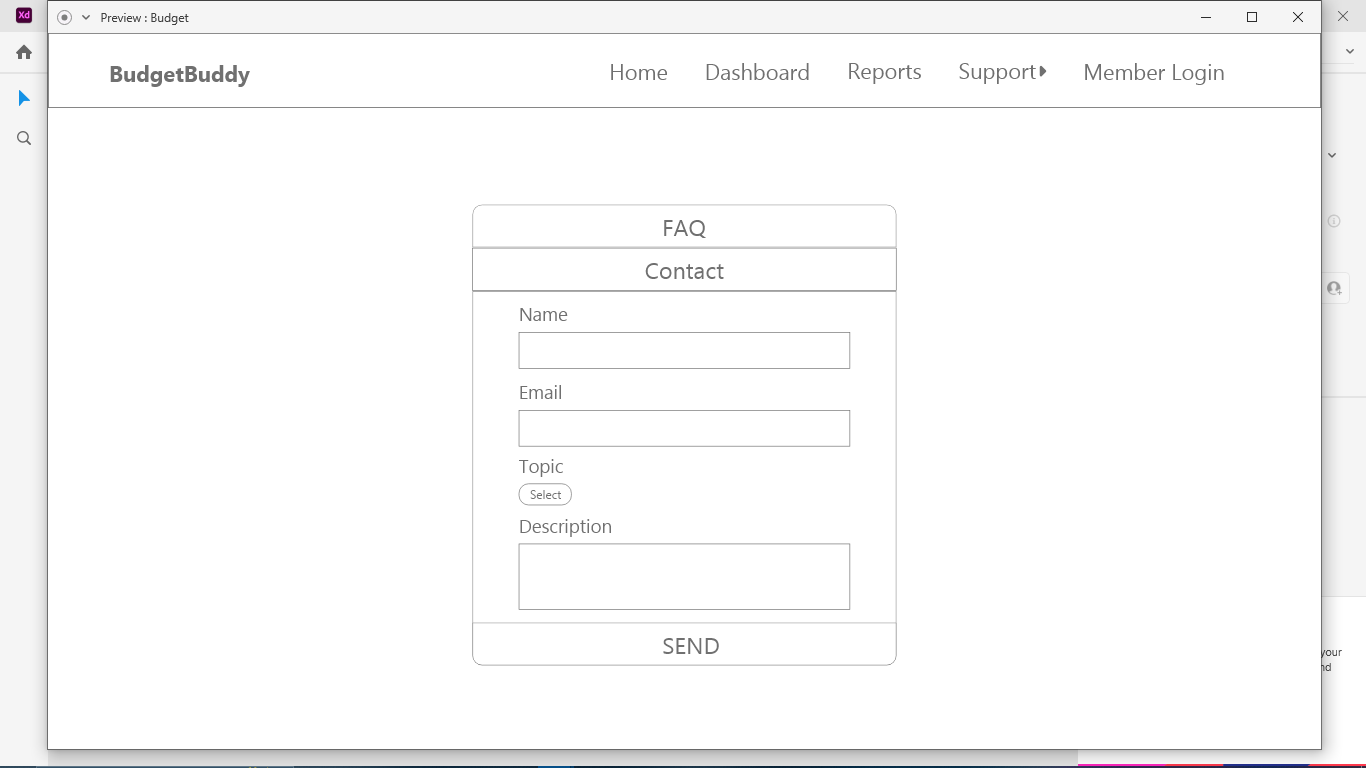 Xd
Preview : Budget
BudgetBuddy
Home
Dashboard
Reports
Support
Member Login
FAQ
Contact
Name
Email
Topic
Select
Description
SEND
your
nd